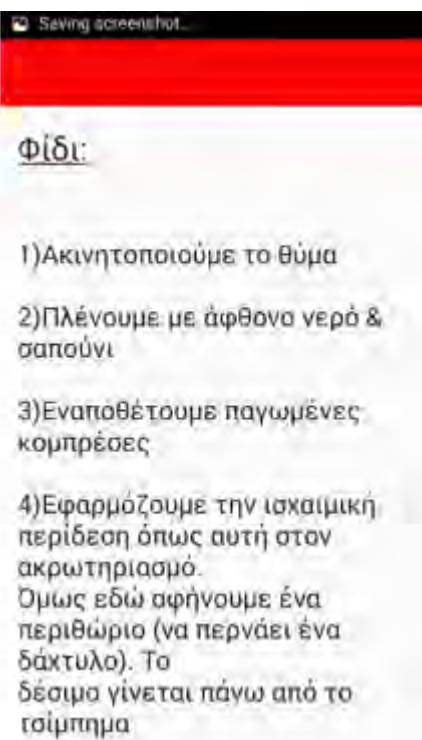 Saving screenshot...
Φίδι:
1)Ακινητοποιούμε το θύμα
2)Πλένουμε με άφθονο νερό &
σαπούνι
3)Εναποθέτουμε παγωμένες
κομπρέσες
4)Εφαρμόζουμε την ισχαιμική
περίδεση όπως αυτή στον
ακρωτηριασμό.
Όμως εδώ αφήνουμε ένα
περιθώριο (να περνάει ένα
δάχτυλο). Το
δέσιμο γίνεται πάνω από το
τσίμπημα